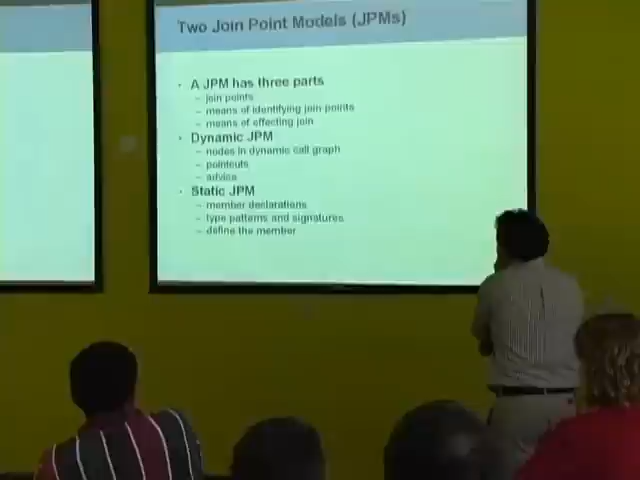 Two Join Point Models (JPMs)
· A JPM has three parts
– join points
– means of identifying join points
– means of effecting join
· Dynamic JPM
– nodes in dynamic call graph
– pointcuts
– advice
· Static JPM
– member declarations
– type patterns and signatures
– define the member